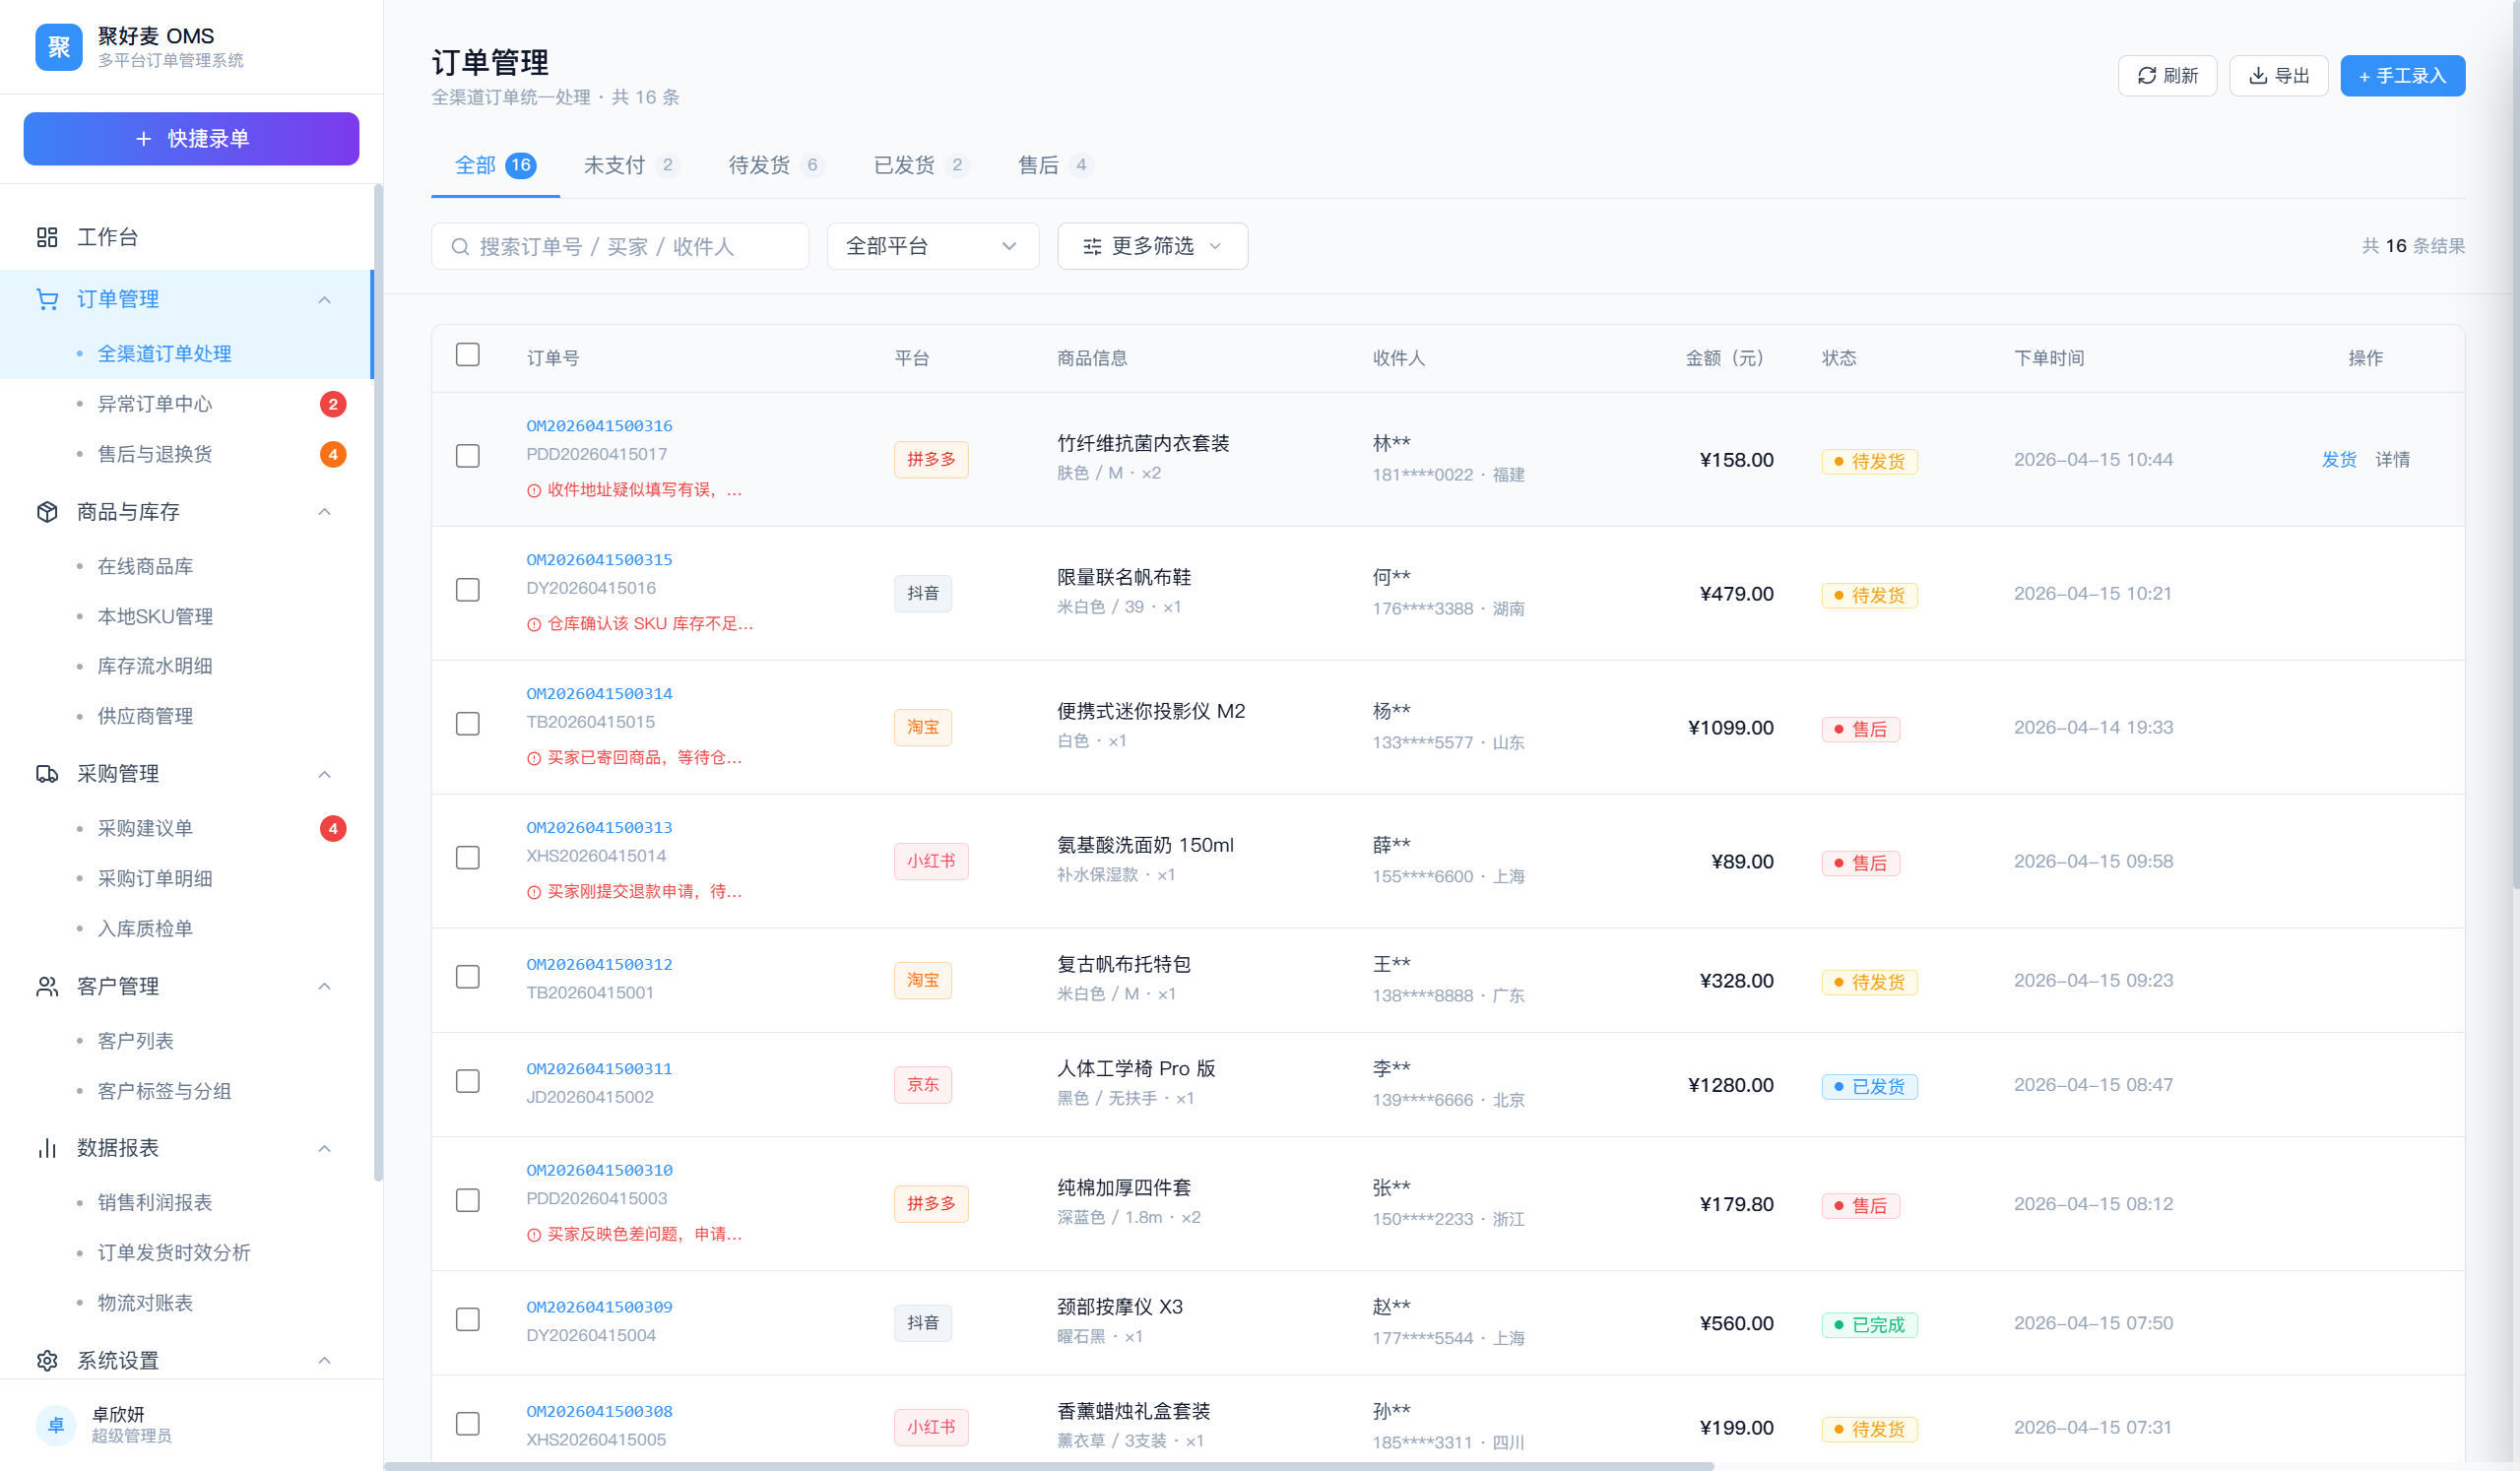 聚
聚好麦 OMS
多平台订单管理系统
+ 快捷录单
工作台
订单管理
全渠道订单处理
异常订单中心 2
售后与退换货 4
商品与库存
在线商品库
本地SKU管理
库存流水明细
供应商管理
采购管理
采购建议单 4
采购订单明细
入库质检单
客户管理
客户列表
客户标签与分组
数据报表
销售利润报表
订单发货时效分析
物流对账表
系统设置
卓
卓欣妍
超级管理员
订单管理
全渠道订单统一处理 · 共 16 条
刷新 导出 + 手工录入
全部 16 未支付 2 待发货 6 已发货 2 售后 4
搜索订单号 / 买家 / 收件人 全部平台 更多筛选 共 16 条结果
订单号 平台 商品信息 收件人 金额（元） 状态 下单时间 操作
OM2026041500316
PDD20260415017
收件地址疑似填写有误，…
拼多多
竹纤维抗菌内衣套装
肤色 / M · ×2
林**
181****0022 · 福建
¥158.00
待发货
2026-04-15 10:44
发货 详情
OM2026041500315
DY20260415016
仓库确认该 SKU 库存不足…
抖音
限量联名帆布鞋
米白色 / 39 · ×1
何**
176****3388 · 湖南
¥479.00
待发货
2026-04-15 10:21
OM2026041500314
TB20260415015
买家已寄回商品，等待仓…
淘宝
便携式迷你投影仪 M2
白色 · ×1
杨**
133****5577 · 山东
¥1099.00
售后
2026-04-14 19:33
OM2026041500313
XHS20260415014
买家刚提交退款申请，待…
小红书
氨基酸洗面奶 150ml
补水保湿款 · ×1
薛**
155****6600 · 上海
¥89.00
售后
2026-04-15 09:58
OM2026041500312
TB20260415001
淘宝
复古帆布托特包
米白色 / M · ×1
王**
138****8888 · 广东
¥328.00
待发货
2026-04-15 09:23
OM2026041500311
JD20260415002
京东
人体工学椅 Pro 版
黑色 / 无扶手 · ×1
李**
139****6666 · 北京
¥1280.00
已发货
2026-04-15 08:47
OM2026041500310
PDD20260415003
买家反映色差问题，申请…
拼多多
纯棉加厚四件套
深蓝色 / 1.8m · ×2
张**
150****2233 · 浙江
¥179.80
售后
2026-04-15 08:12
OM2026041500309
DY20260415004
抖音
颈部按摩仪 X3
曜石黑 · ×1
赵**
177****5544 · 上海
¥560.00
已完成
2026-04-15 07:50
OM2026041500308
XHS20260415005
小红书
香薰蜡烛礼盒套装
薰衣草 / 3支装 · ×1
孙**
185****3311 · 四川
¥199.00
待发货
2026-04-15 07:31